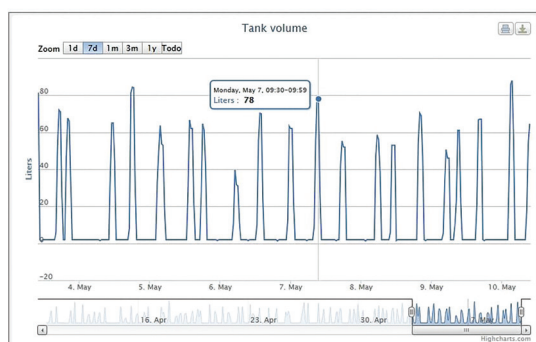 Tank volume
Zoom 1d 7d 1m 3m 1y Todo
Monday, May 7, 09:30-09:59
Liters : 78
80
60
40
20
0
-20
Liters
4. May 5. May 6. May 7. May 8. May 9. May 10. May
16. Apr 23. Apr 30. Apr 7. May
Highcharts.com